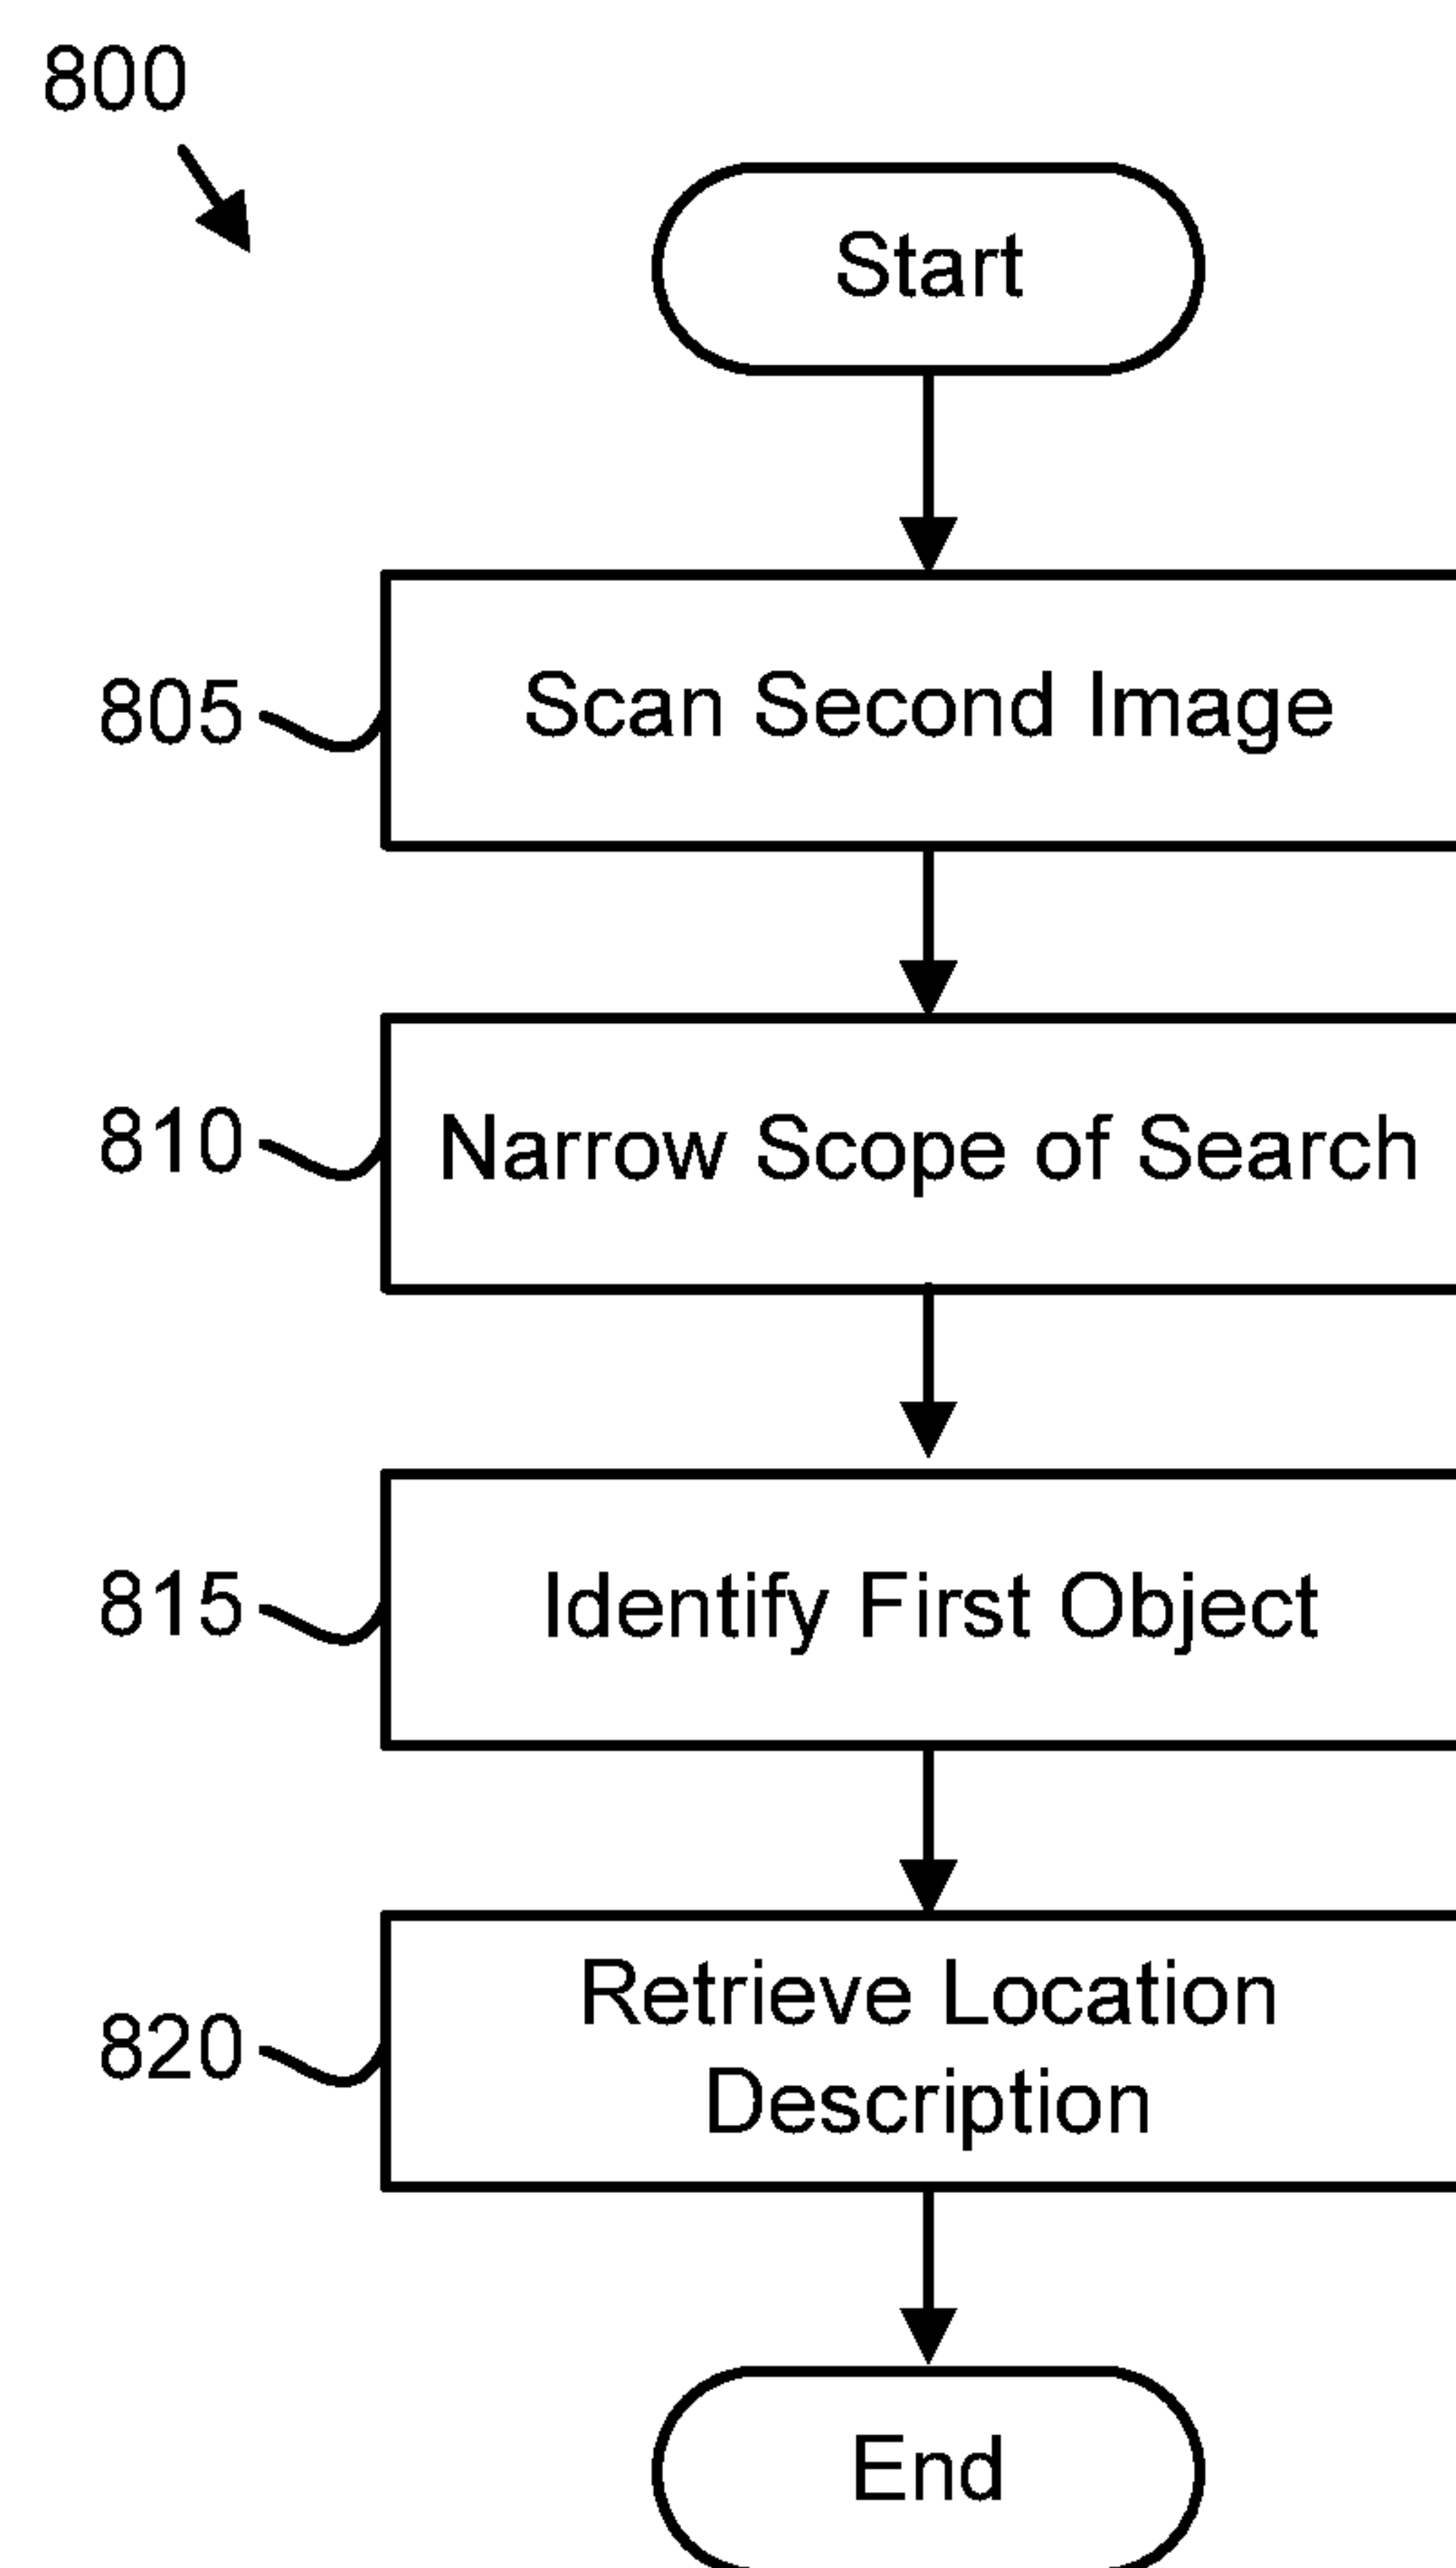 800
Start
805
Scan Second Image
810
Narrow Scope of Search
815
Identify First Object
820
Retrieve Location
Description
End